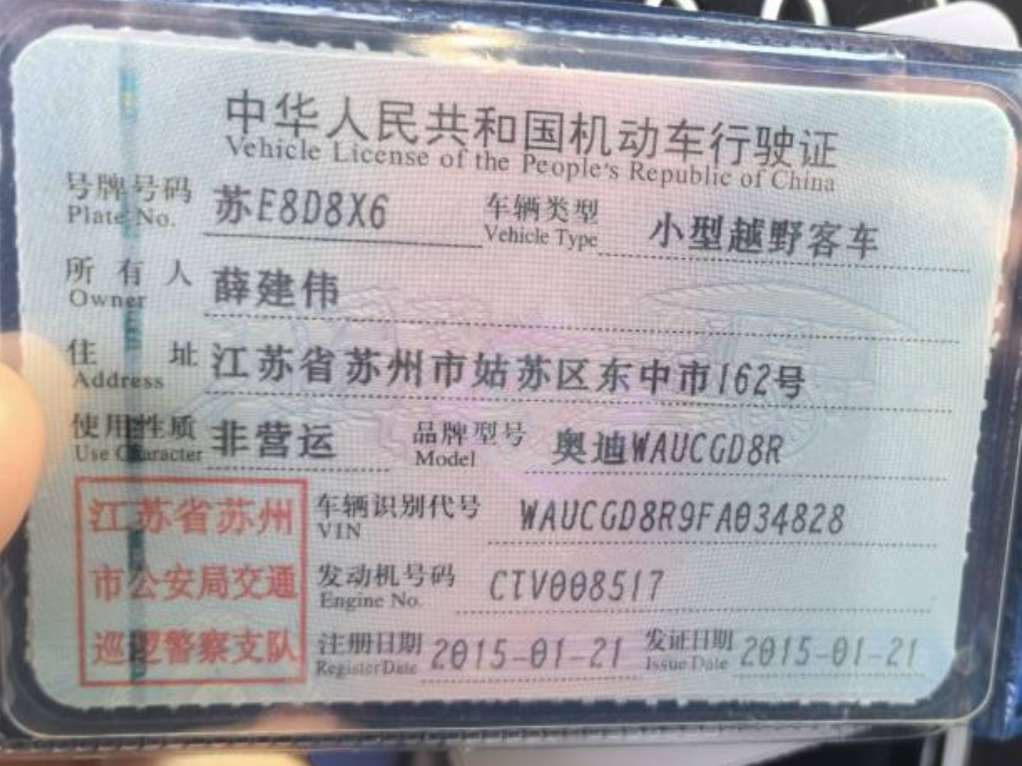 中华人民共和国机动车行驶证
Vehicle License of the People's Republic of China
号牌号码 苏E8D8X6 车辆类型 小型越野客车
Plate No. Vehicle Type
所有人 薛建伟
Owner
住址 江苏省苏州市姑苏区东中市162号
Address
使用性质 非营运 品牌型号 奥迪WAUCGD8R
Use Character Model
江苏省苏州
市公安局交通
巡逻警察支队
车辆识别代号 WAUCGD8R9FA034828
VIN
发动机号码 CTV008517
Engine No.
注册日期 2015-01-21 发证日期 2015-01-21
Register Date Issue Date